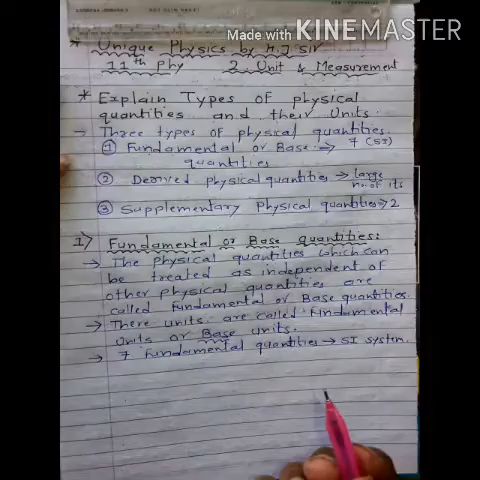 Made with KINEMASTER
* Unique Physics by H.J SIR
11th Phy 2. Unit & Measurement
* Explain Types of physical
quantities and their Units.
→ Three types of physical quantities.
① Fundamental or Base → 7 (SI)
quantities
② Derived physical quantities → large
no. of its
③ Supplementary Physical quantities → 2
1) Fundamental or Base quantities:
→ The physical quantities which can
be treated as independent of
other physical quantities are
called Fundamental or Base quantities.
→ There units are called Fundamental
Units or Base units.
→ 7 Fundamental quantities → SI system.